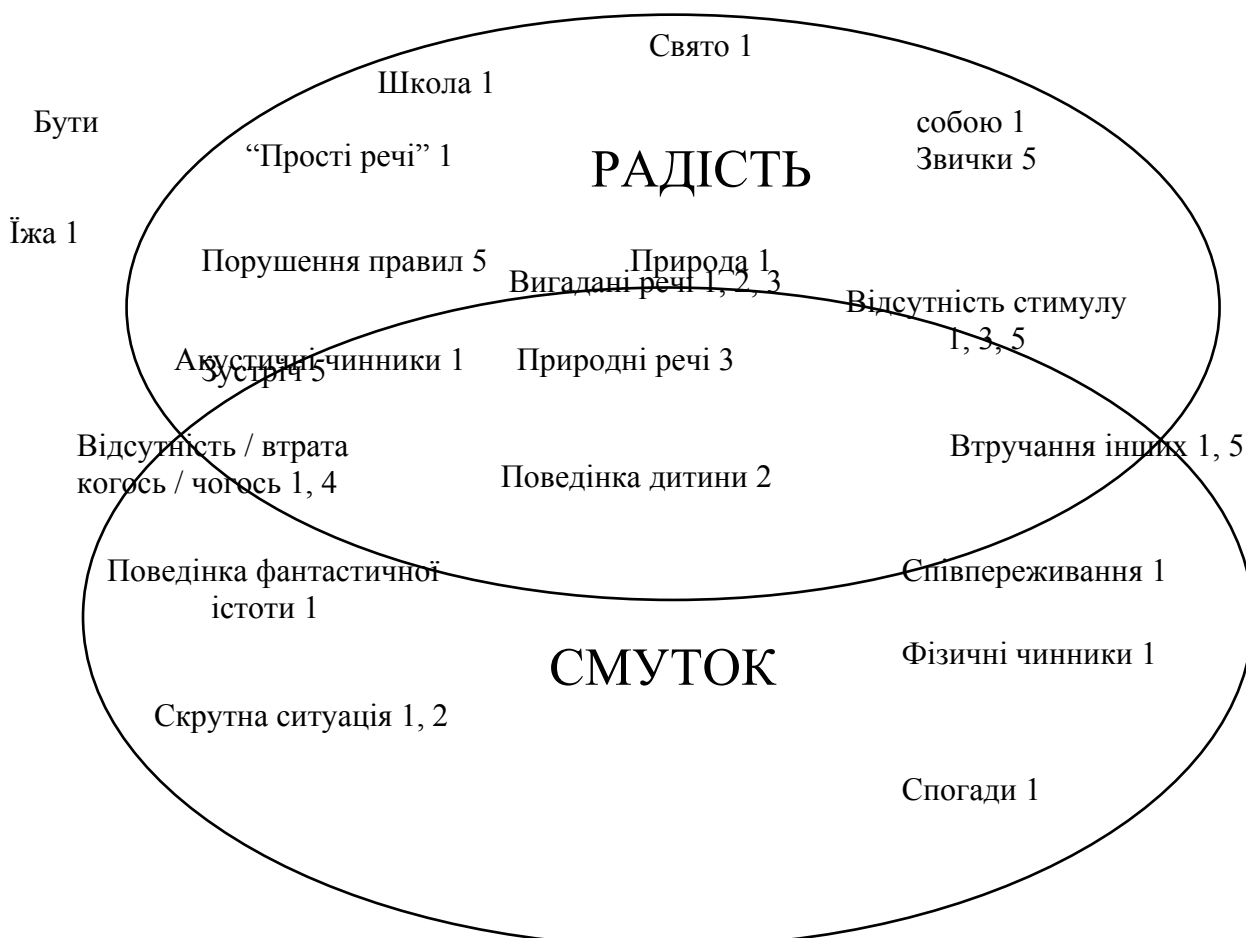 Свято 1
Школа 1
Бути
собою 1
“Прості речі” 1
РАДІСТЬ
Звички 5
Їжа 1
Порушення правил 5
Природа 1
Вигадані речі 1, 2, 3
Відсутність стимулу
1, 3, 5
Акустичні чинники 1
Природні речі 3
Зустріч 5
Відсутність / втрата
когось / чогось 1, 4
Втручання інших 1, 5
Поведінка дитини 2
Поведінка фантастичної
істоти 1
Співпереживання 1
СМУТОК
Фізичні чинники 1
Скрутна ситуація 1, 2
Спогади 1